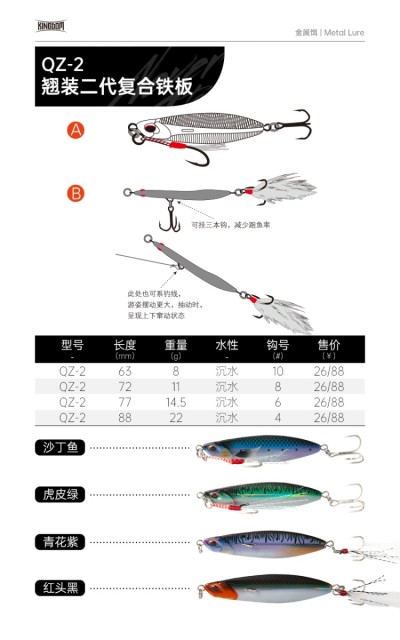 KINGDOM
金属饵 | Metal Lure
QZ-2
翘装二代复合铁板
A
B
可挂三本钩，减少跑鱼率
此处也可系钓线，
游姿摆动更大，抽动时，
呈现上下窜动状态
型号 长度 重量 水性 钩号 售价
- (mm) (g) - (#) (￥)
QZ-2 63 8 沉水 10 26/88
QZ-2 72 11 沉水 8 26/88
QZ-2 77 14.5 沉水 6 26/88
QZ-2 88 22 沉水 4 26/88
沙丁鱼
虎皮绿
青花紫
红头黑